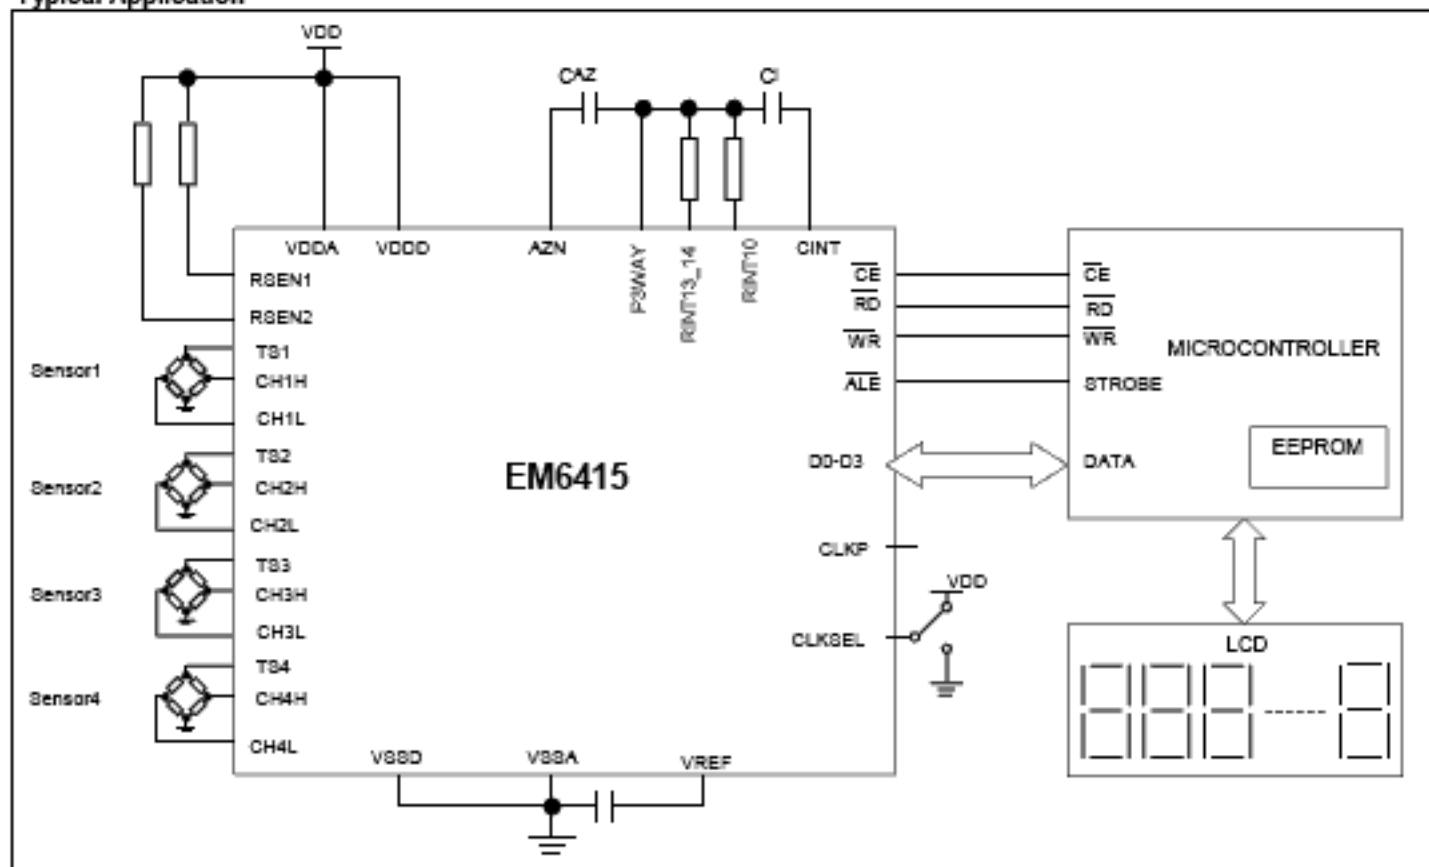 Typical Application
VDD
CAZ
CI
VDDA
VDDD
AZN
P3WAY
RINT13_14
RINT10
CINT
RSEN1
RSEN2
Sensor1
TS1
CH1H
CH1L
Sensor2
TS2
CH2H
CH2L
Sensor3
TS3
CH3H
CH3L
Sensor4
TS4
CH4H
CH4L
EM6415
CE
RD
WR
ALE
D0-D3
CLKP
CLKSEL
VDD
VSSD
VSSA
VREF
CE
RD
WR
STROBE
DATA
MICROCONTROLLER
EEPROM
LCD